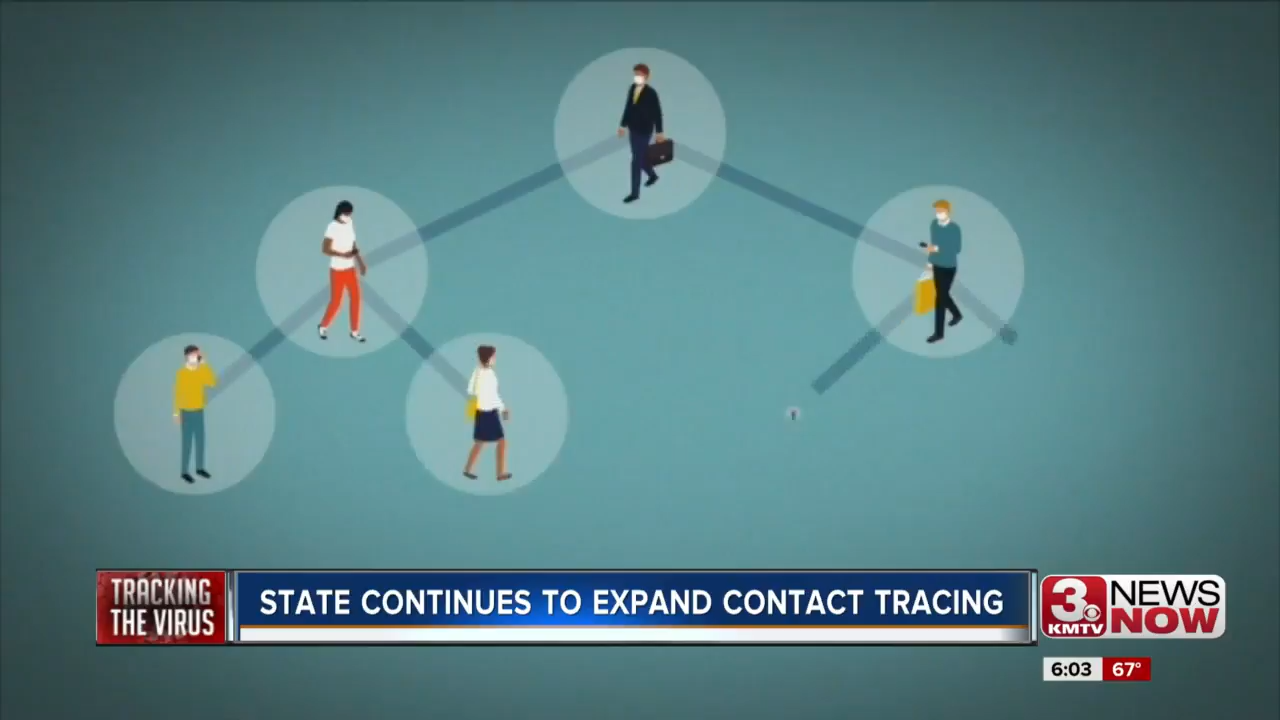 TRACKING
THE VIRUS
STATE CONTINUES TO EXPAND CONTACT TRACING
3
KMTV
NEWS
NOW
6:03 67°